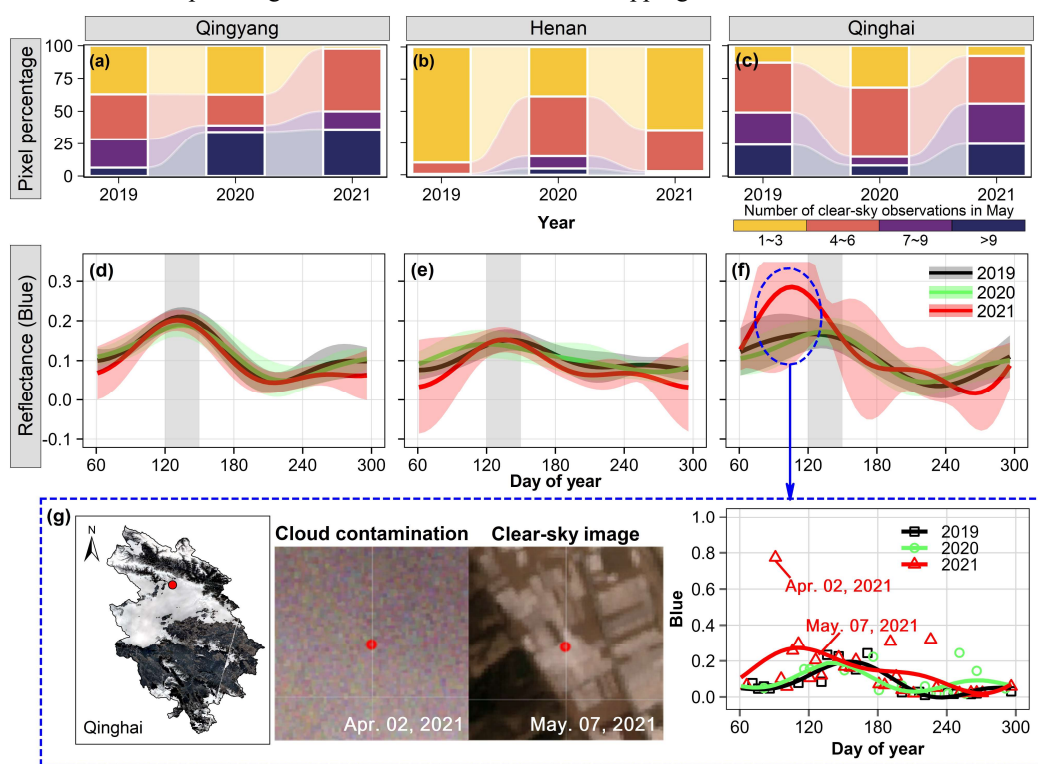 Qingyang
Henan
Qinghai
Pixel percentage
100
75
50
25
0
(a)
(b)
(c)
2019 2020 2021
2019 2020 2021
2019 2020 2021
Year
Number of clear-sky observations in May
1~3 4~6 7~9 >9
Reflectance (Blue)
0.3
0.2
0.1
0.0
-0.1
(d)
(e)
(f)
2019
2020
2021
60 120 180 240 300
60 120 180 240 300
60 120 180 240 300
Day of year
(g)
N
Qinghai
Cloud contamination
Apr. 02, 2021
Clear-sky image
May. 07, 2021
Blue
1.0
0.8
0.6
0.4
0.2
0.0
2019
2020
2021
Apr. 02, 2021
May. 07, 2021
60 120 180 240 300
Day of year